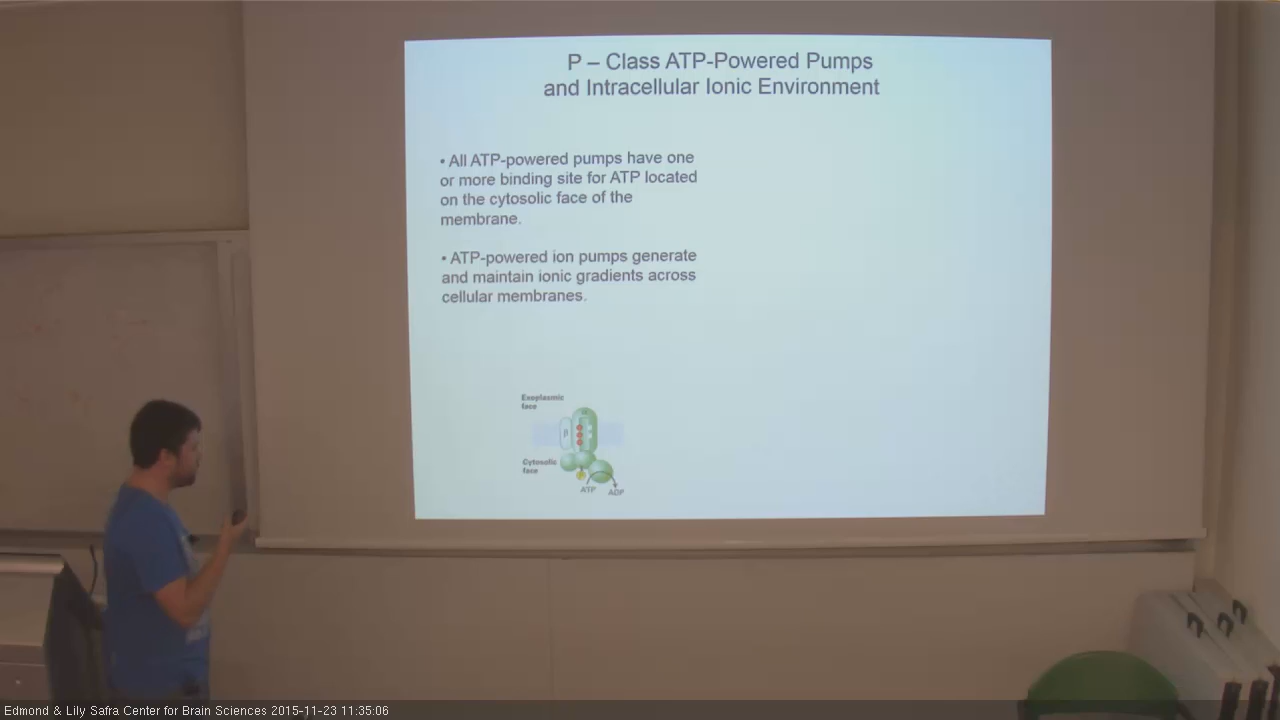 P – Class ATP-Powered Pumps
and Intracellular Ionic Environment
• All ATP-powered pumps have one
or more binding site for ATP located
on the cytosolic face of the
membrane.
• ATP-powered ion pumps generate
and maintain ionic gradients across
cellular membranes.
Exoplasmic
face
β
Cytosolic
face
ATP
ADP
Edmond & Lily Safra Center for Brain Sciences 2015-11-23 11:35:06